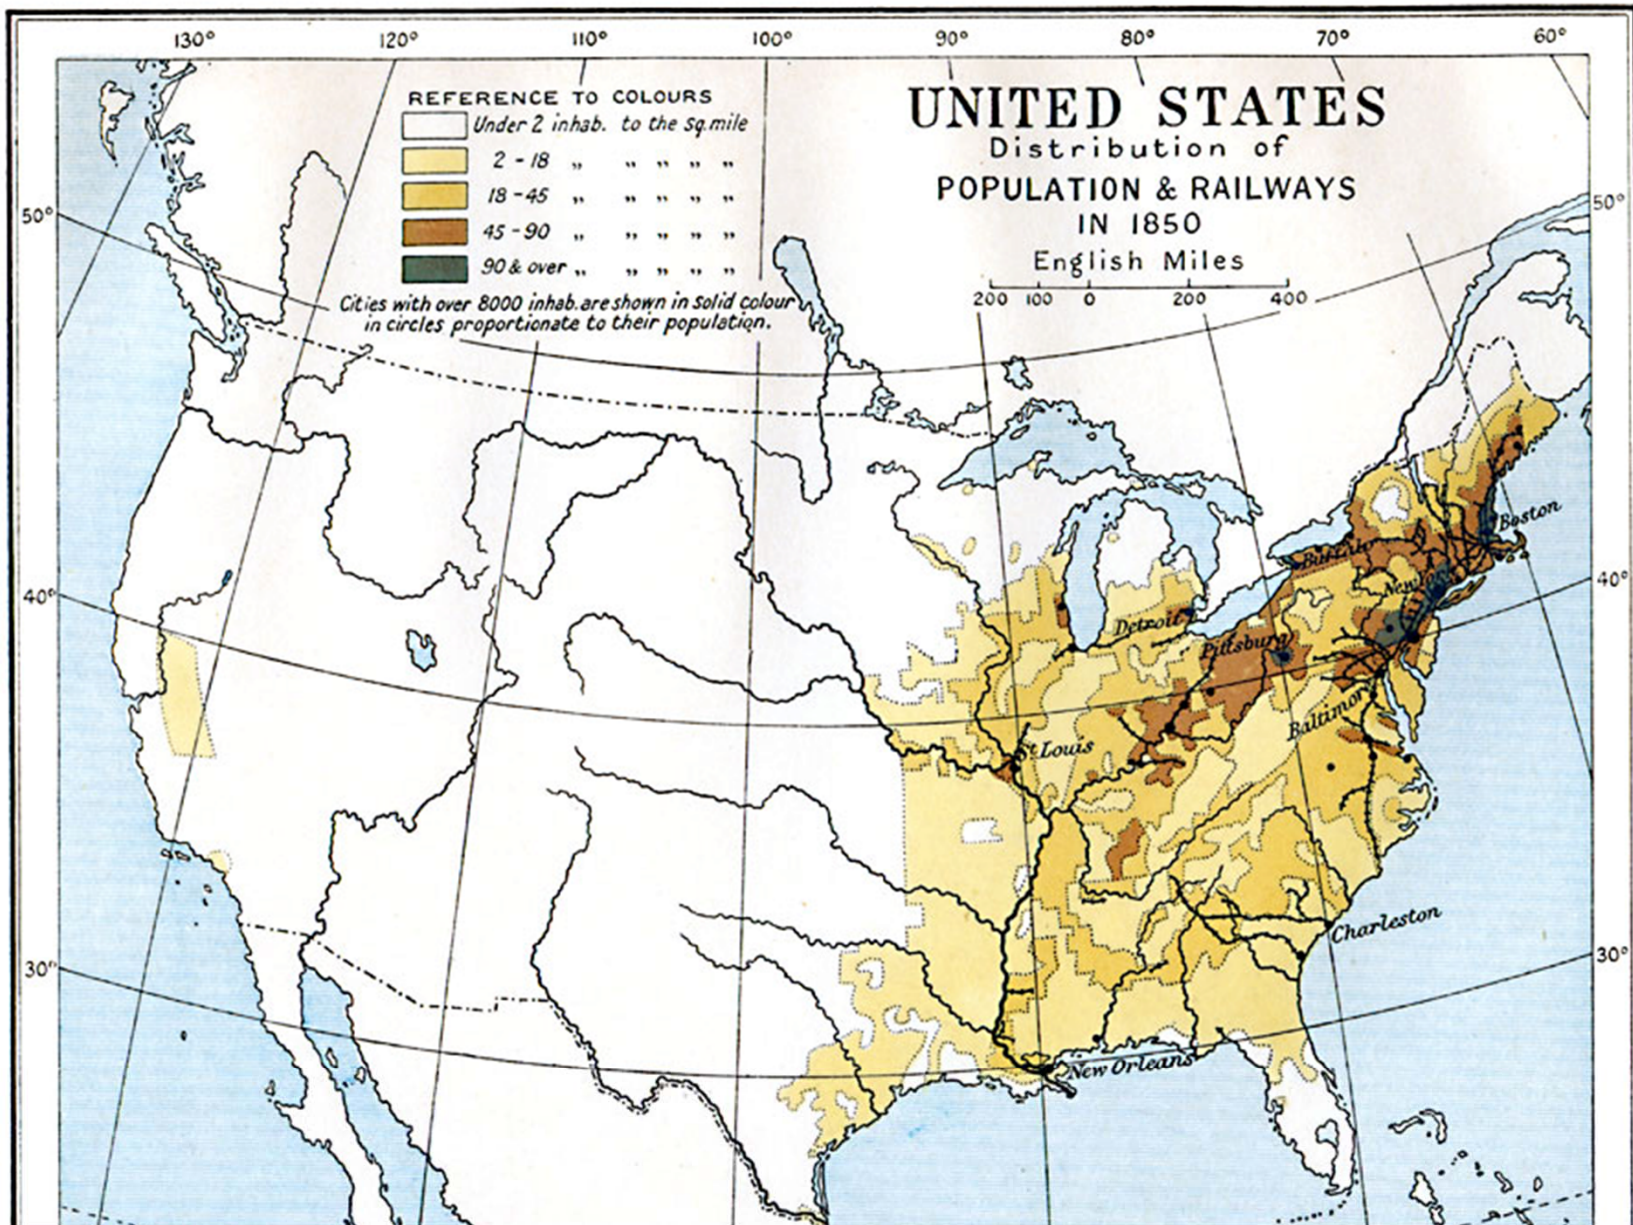 130° 120° 110° 100° 90° 80° 70° 60°
REFERENCE TO COLOURS
Under 2 inhab. to the sq.mile
2 - 18 „ „ „ „ „
18 - 45 „ „ „ „ „
45 - 90 „ „ „ „ „
90 & over „ „ „ „ „
Cities with over 8000 inhab. are shown in solid colour
in circles proportionate to their population.
UNITED STATES
Distribution of
POPULATION & RAILWAYS
IN 1850
English Miles
200 100 0 200 400
50° 50°
Boston
Buffalo
40° 40°
New York
Detroit
Pittsburg
Baltimore
St Louis
Charleston
30° 30°
New Orleans